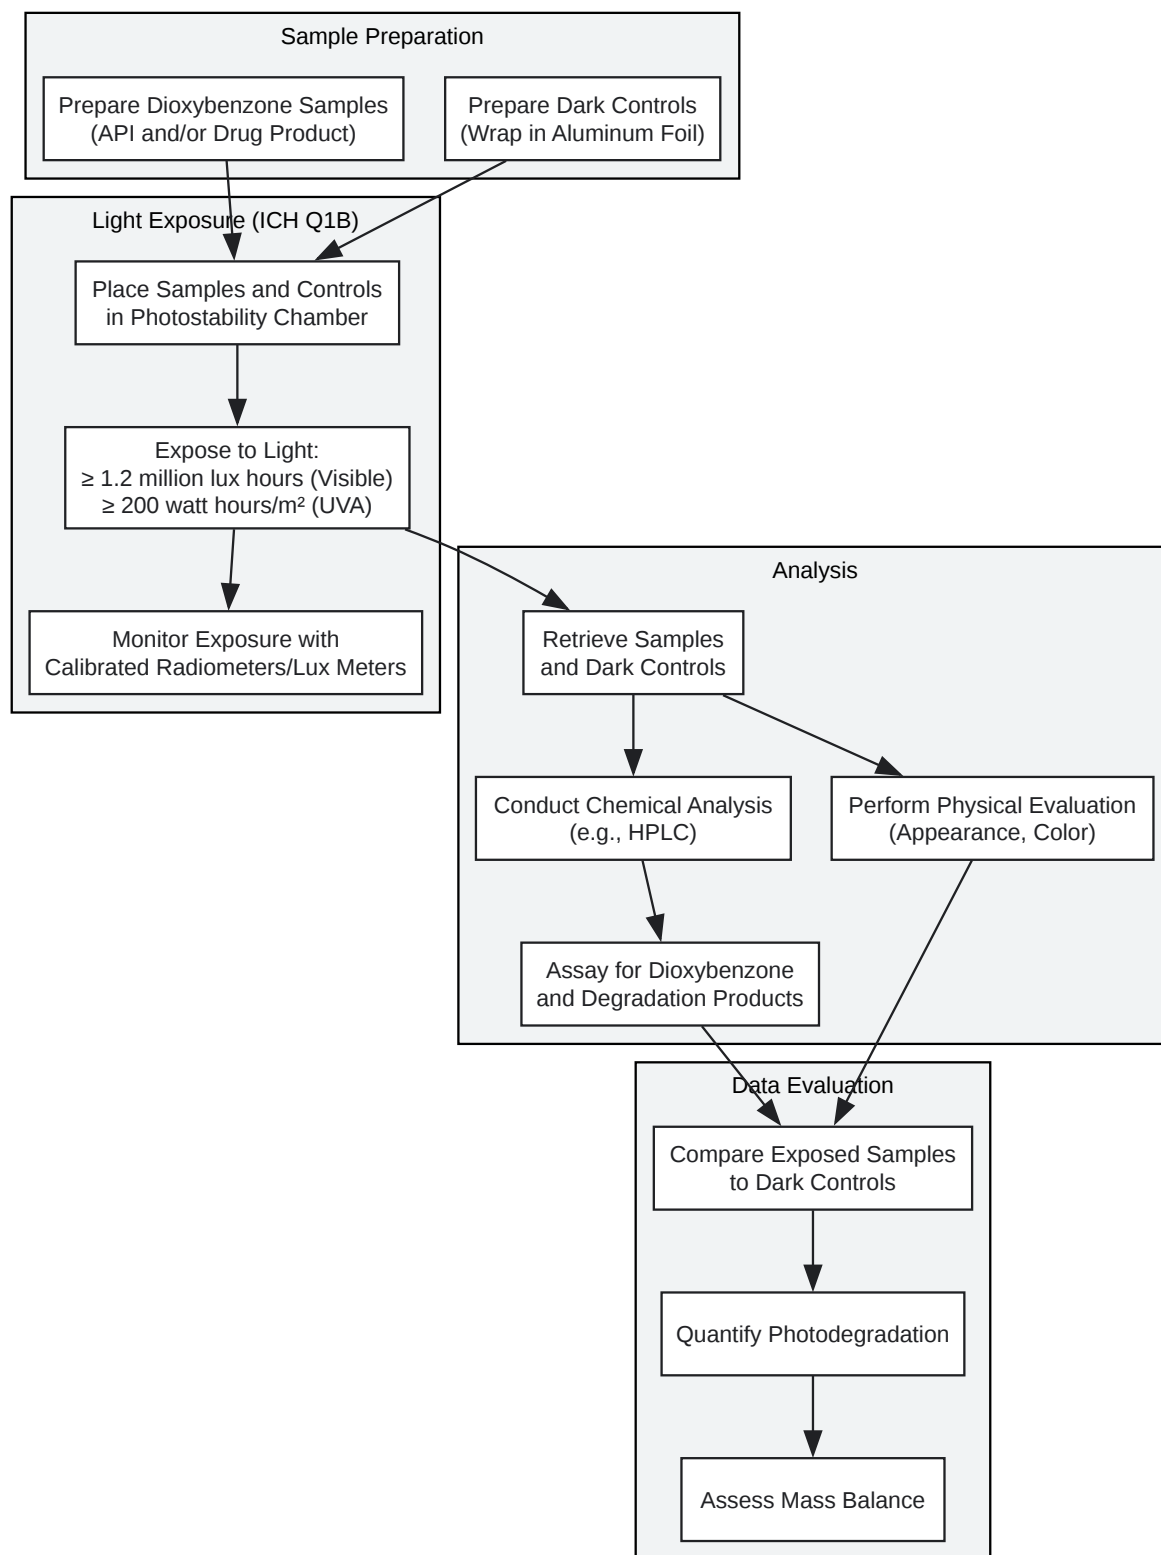 Sample Preparation
Prepare Dioxybenzone Samples
(API and/or Drug Product)
Prepare Dark Controls
(Wrap in Aluminum Foil)
Light Exposure (ICH Q1B)
Place Samples and Controls
in Photostability Chamber
Expose to Light:
≥ 1.2 million lux hours (Visible)
≥ 200 watt hours/m² (UVA)
Monitor Exposure with
Calibrated Radiometers/Lux Meters
Analysis
Retrieve Samples
and Dark Controls
Conduct Chemical Analysis
(e.g., HPLC)
Perform Physical Evaluation
(Appearance, Color)
Assay for Dioxybenzone
and Degradation Products
Data Evaluation
Compare Exposed Samples
to Dark Controls
Quantify Photodegradation
Assess Mass Balance